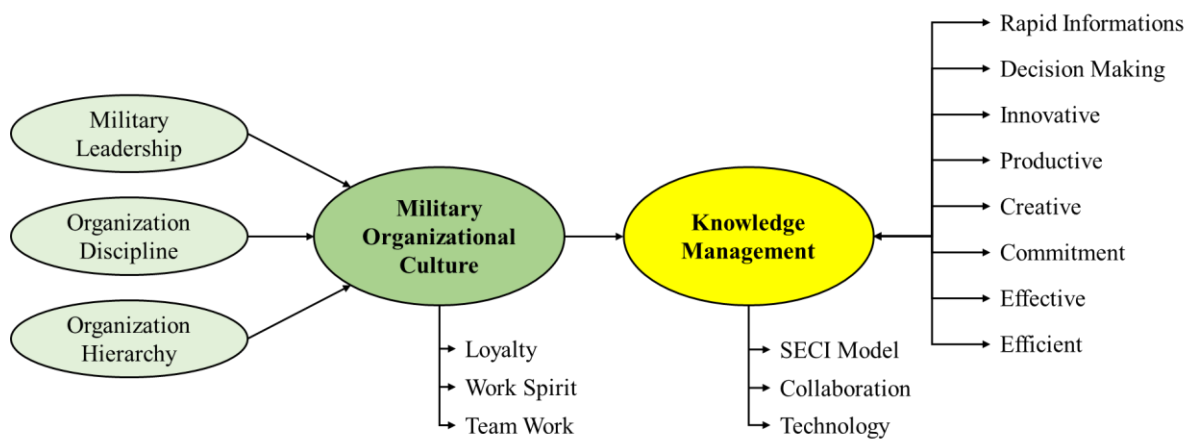 Military
Leadership
Organization
Discipline
Organization
Hierarchy
Military
Organizational
Culture
Loyalty
Work Spirit
Team Work
Knowledge
Management
SECI Model
Collaboration
Technology
Rapid Informations
Decision Making
Innovative
Productive
Creative
Commitment
Effective
Efficient